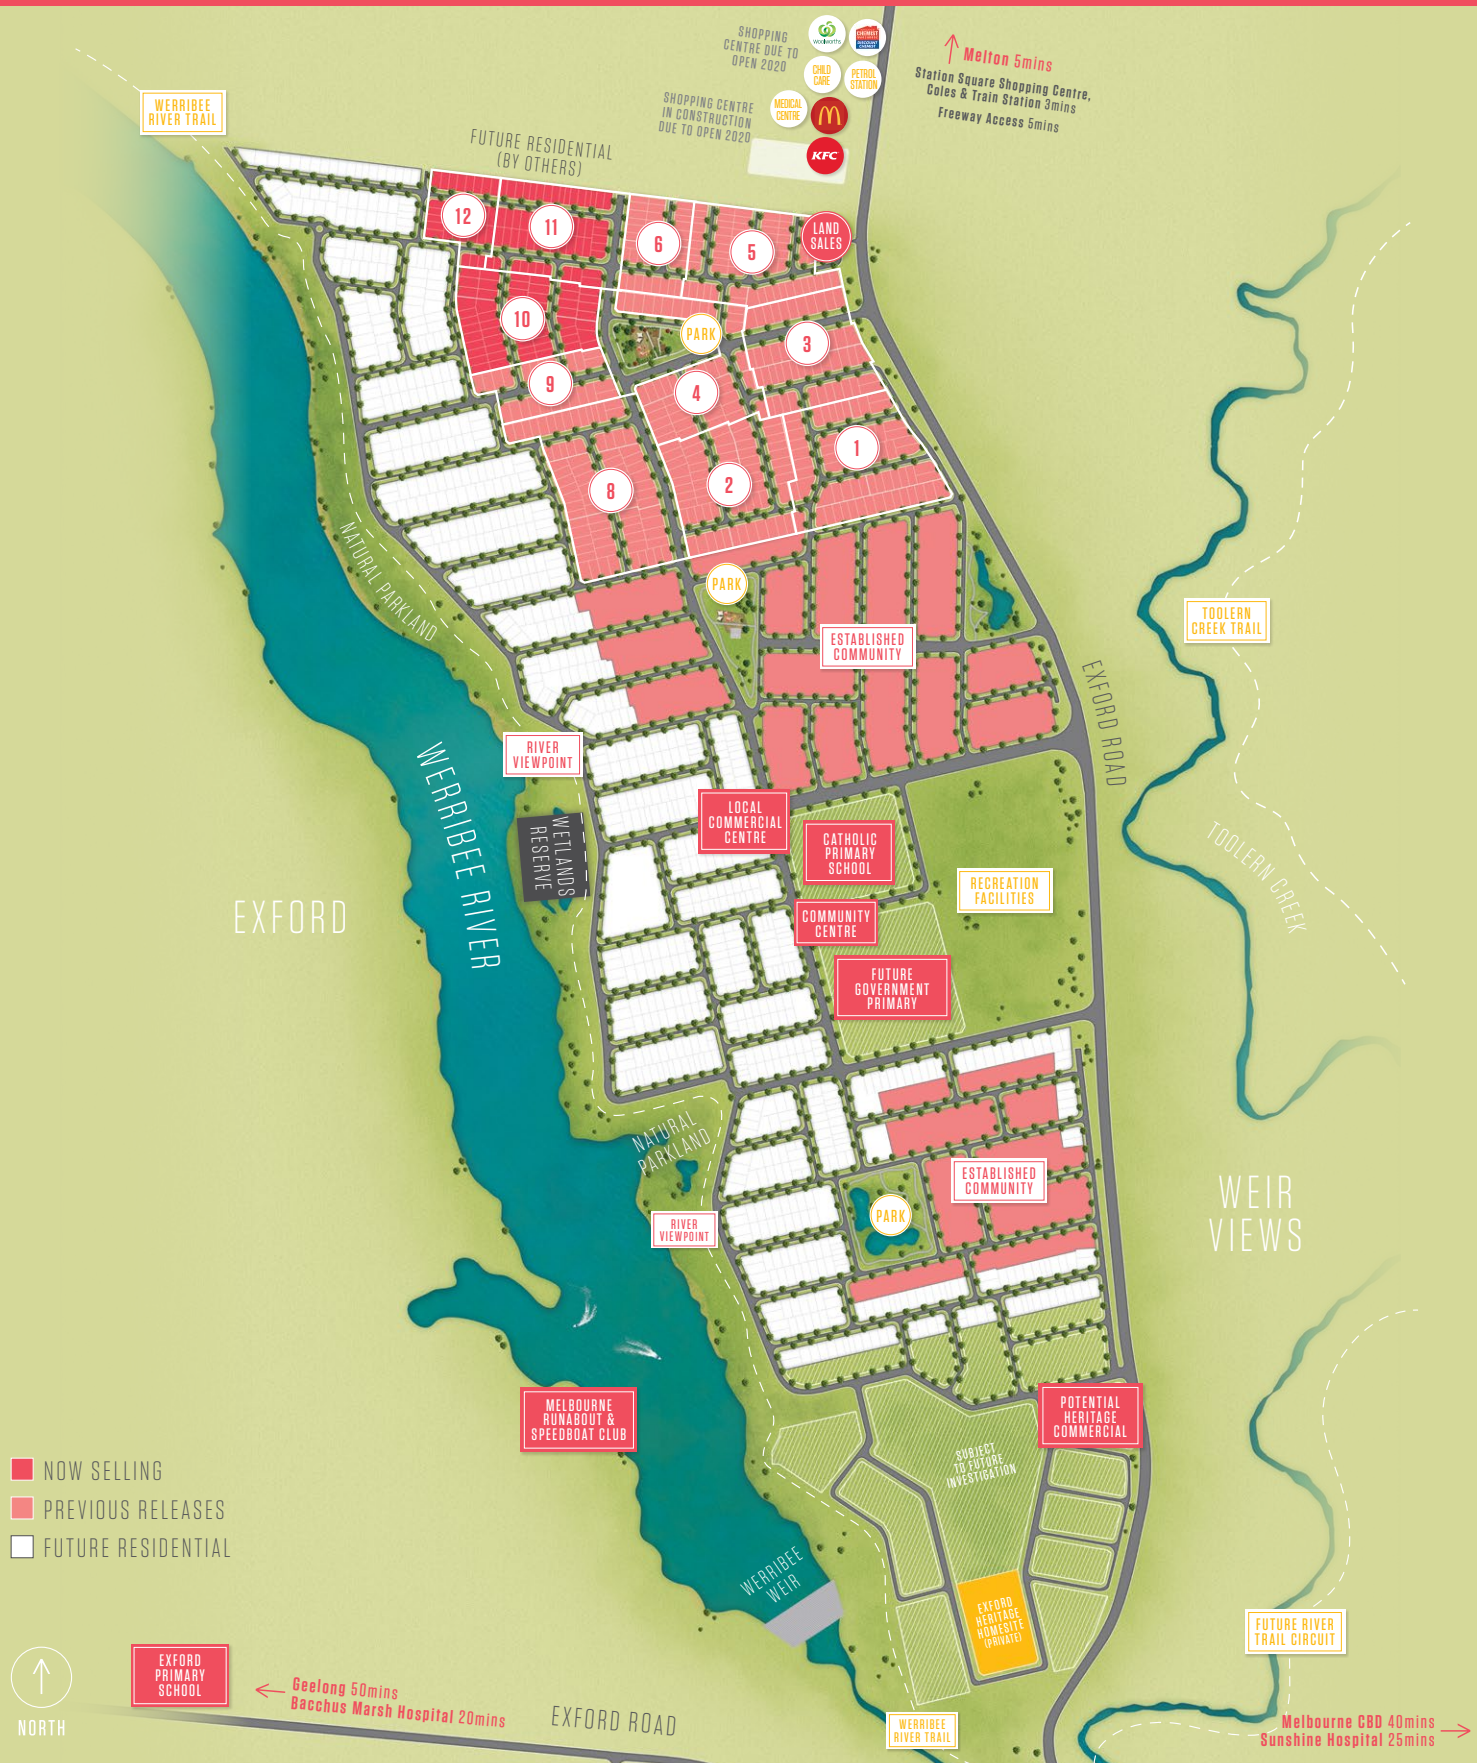 SHOPPING
CENTRE DUE TO
OPEN 2020
woolworths
CHEMIST
WAREHOUSE
DISCOUNT
CHEMIST
CHILD
CARE
PETROL
STATION
SHOPPING CENTRE
IN CONSTRUCTION
DUE TO OPEN 2020
MEDICAL
CENTRE
KFC
Melton 5mins
Station Square Shopping Centre,
Coles & Train Station 3mins
Freeway Access 5mins
WERRIBEE
RIVER TRAIL
FUTURE RESIDENTIAL
(BY OTHERS)
12
11
6
5
LAND
SALES
10
PARK
3
9
4
1
8
2
NATURAL PARKLAND
PARK
ESTABLISHED
COMMUNITY
TOOLERN
CREEK TRAIL
EXFORD ROAD
RIVER
VIEWPOINT
WERRIBEE RIVER
WETLANDS
RESERVE
LOCAL
COMMERCIAL
CENTRE
CATHOLIC
PRIMARY
SCHOOL
TOOLERN CREEK
RECREATION
FACILITIES
EXFORD
COMMUNITY
CENTRE
FUTURE
GOVERNMENT
PRIMARY
NATURAL
PARKLAND
ESTABLISHED
COMMUNITY
PARK
RIVER
VIEWPOINT
WEIR
VIEWS
MELBOURNE
RUNABOUT &
SPEEDBOAT CLUB
POTENTIAL
HERITAGE
COMMERCIAL
SUBJECT
TO FUTURE
INVESTIGATION
NOW SELLING
PREVIOUS RELEASES
FUTURE RESIDENTIAL
WERRIBEE
WEIR
EXFORD
HERITAGE
HOMESITE
(PRIVATE)
FUTURE RIVER
TRAIL CIRCUIT
NORTH
EXFORD
PRIMARY
SCHOOL
Geelong 50mins
Bacchus Marsh Hospital 20mins
EXFORD ROAD
WERRIBEE
RIVER TRAIL
Melbourne CBD 40mins
Sunshine Hospital 25mins